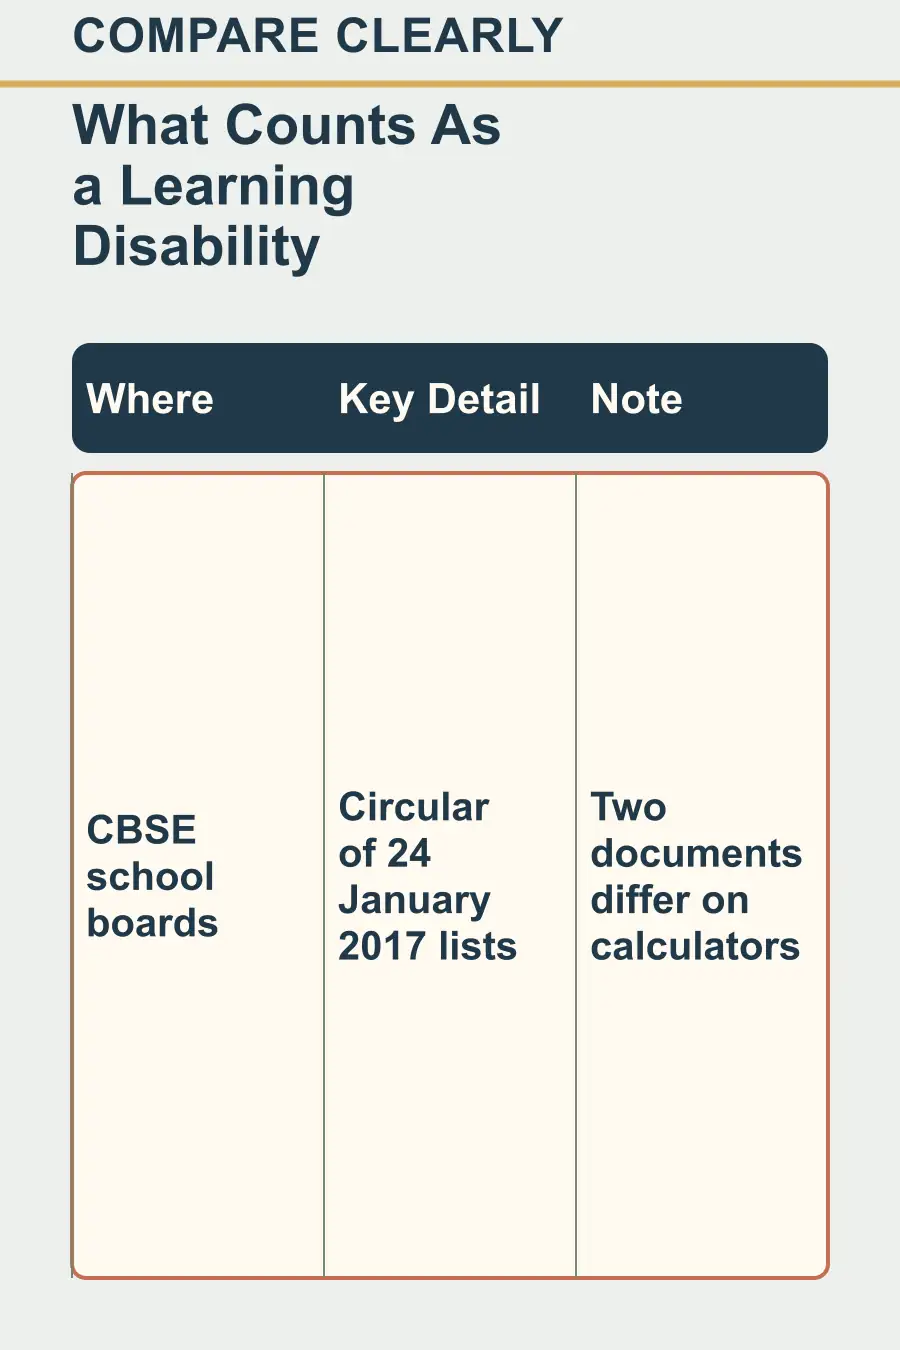 COMPARE CLEARLY
What Counts As
a Learning
Disability
Where
Key Detail
Note
CBSE
school
boards
Circular
of 24
January
2017 lists
Two
documents
differ on
calculators